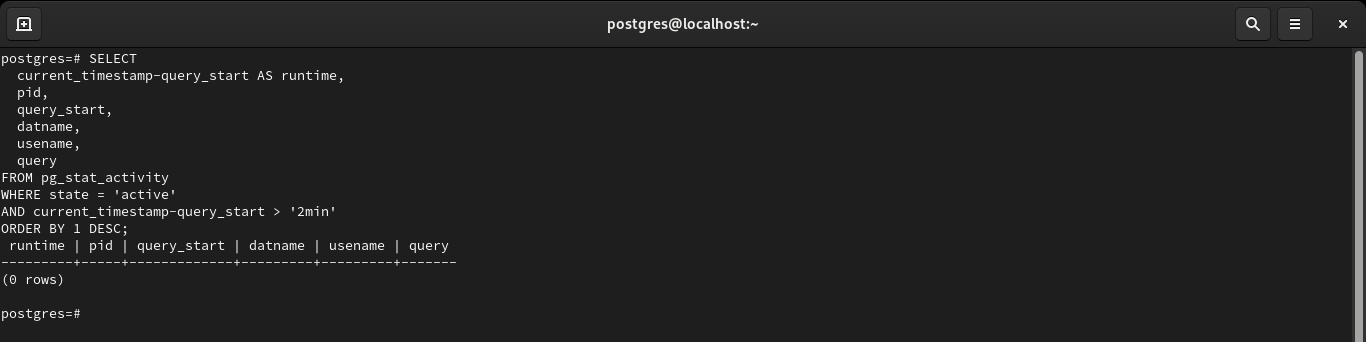 postgres@localhost:~
postgres=# SELECT
  current_timestamp-query_start AS runtime,
  pid,
  query_start,
  datname,
  usename,
  query
FROM pg_stat_activity
WHERE state = 'active'
AND current_timestamp-query_start > '2min'
ORDER BY 1 DESC;
 runtime | pid | query_start | datname | usename | query
---------+-----+-------------+---------+---------+-------
(0 rows)
postgres=#